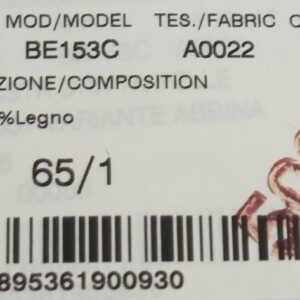 MOD/MODEL TES./FABRIC C
BE153C A0022
ZIONE/COMPOSITION
%Legno
65/1
895361900930